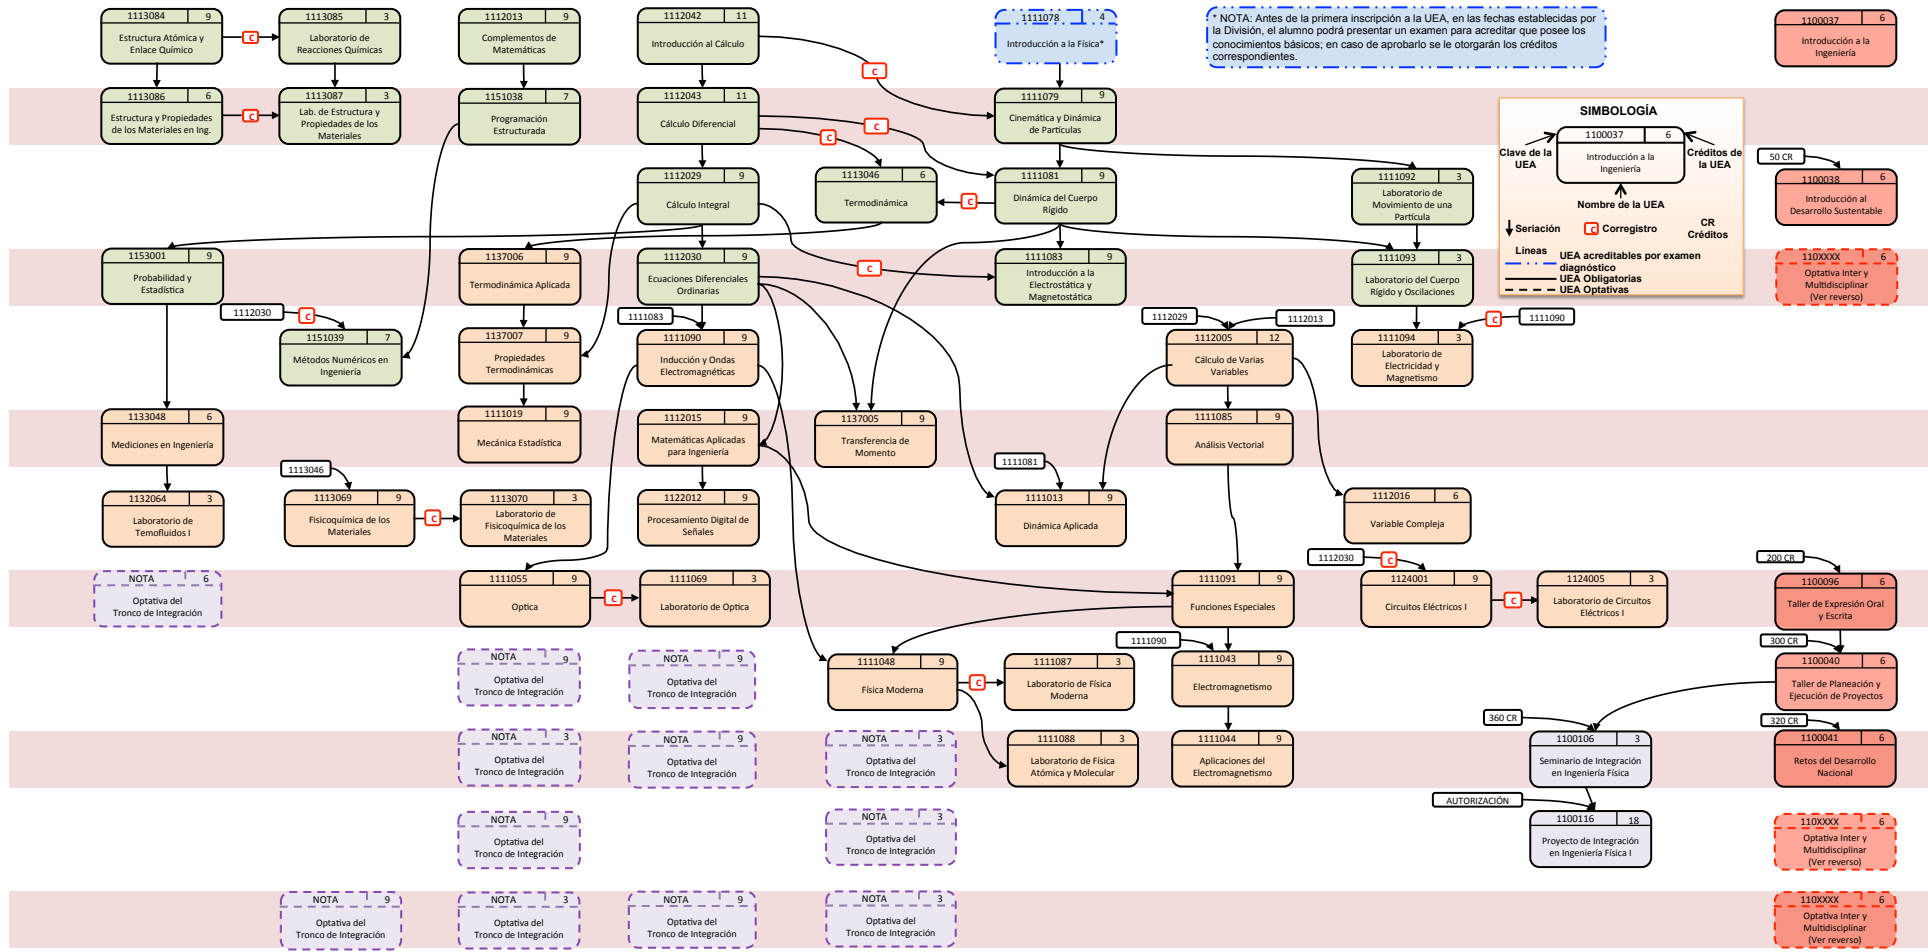 1113084 9
Estructura Atómica y
Enlace Químico
C
1113085 3
Laboratorio de
Reacciones Químicas
1112013 9
Complementos de
Matemáticas
1112042 11
Introducción al Cálculo
C
1111078 4
Introducción a la Física*
* NOTA: Antes de la primera inscripción a la UEA, en las fechas establecidas por
la División, el alumno podrá presentar un examen para acreditar que posee los
conocimientos básicos; en caso de aprobarlo se le otorgarán los créditos
correspondientes.
1100037 6
Introducción a la
Ingeniería
1113086 6
Estructura y Propiedades
de los Materiales en Ing.
C
1113087 3
Lab. de Estructura y
Propiedades de los
Materiales
1151038 7
Programación
Estructurada
1112043 11
Cálculo Diferencial
C
C
1111079 9
Cinemática y Dinámica
de Partículas
SIMBOLOGÍA
1100037 6
Introducción a la
Ingeniería
Clave de la
UEA
Créditos de
la UEA
Nombre de la UEA
Seriación
C Corregistro
CR
Créditos
Líneas
UEA acreditables por examen
diagnóstico
UEA Obligatorias
UEA Optativas
1112029 9
Cálculo Integral
1113046 6
Termodinámica
C
1111081 9
Dinámica del Cuerpo
Rígido
1111092 3
Laboratorio de
Movimiento de una
Partícula
50 CR
1100038 6
Introducción al
Desarrollo Sustentable
1153001 9
Probabilidad y
Estadística
1137006 9
Termodinámica Aplicada
1112030 9
Ecuaciones Diferenciales
Ordinarias
C
1111083 9
Introducción a la
Electrostática y
Magnetostática
1111093 3
Laboratorio del Cuerpo
Rígido y Oscilaciones
110XXXX 6
Optativa Inter y
Multidisciplinar
(Ver reverso)
1112030
C
1151039 7
Métodos Numéricos en
Ingeniería
1137007 9
Propiedades
Termodinámicas
1111083
1111090 9
Inducción y Ondas
Electromagnéticas
1112029
1112013
1112005 12
Cálculo de Varias
Variables
C
1111090
1111094 3
Laboratorio de
Electricidad y
Magnetismo
1133048 6
Mediciones en Ingeniería
1111019 9
Mecánica Estadística
1112015 9
Matemáticas Aplicadas
para Ingeniería
1137005 9
Transferencia de
Momento
1111085 9
Análisis Vectorial
1132064 3
Laboratorio de
Temofluidos I
1113046
1113069 9
Fisicoquímica de los
Materiales
C
1113070 3
Laboratorio de
Fisicoquímica de los
Materiales
1122012 9
Procesamiento Digital de
Señales
1111081
1111013 9
Dinámica Aplicada
1112016 6
Variable Compleja
NOTA 6
Optativa del
Tronco de Integración
1111055 9
Optica
C
1111069 3
Laboratorio de Optica
1111091 9
Funciones Especiales
1112030
C
1124001 9
Circuitos Eléctricos I
C
1124005 3
Laboratorio de Circuitos
Eléctricos I
200 CR
1100096 6
Taller de Expresión Oral
y Escrita
NOTA 9
Optativa del
Tronco de Integración
NOTA 9
Optativa del
Tronco de Integración
1111048 9
Física Moderna
C
1111087 3
Laboratorio de Física
Moderna
1111090
1111043 9
Electromagnetismo
300 CR
1100040 6
Taller de Planeación y
Ejecución de Proyectos
NOTA 3
Optativa del
Tronco de Integración
NOTA 9
Optativa del
Tronco de Integración
NOTA 3
Optativa del
Tronco de Integración
1111088 3
Laboratorio de Física
Atómica y Molecular
1111044 9
Aplicaciones del
Electromagnetismo
360 CR
1100106 3
Seminario de Integración
en Ingeniería Física
320 CR
1100041 6
Retos del Desarrollo
Nacional
NOTA 9
Optativa del
Tronco de Integración
NOTA 3
Optativa del
Tronco de Integración
AUTORIZACIÓN
1100116 18
Proyecto de Integración
en Ingeniería Física I
110XXXX 6
Optativa Inter y
Multidisciplinar
(Ver reverso)
NOTA 9
Optativa del
Tronco de Integración
NOTA 3
Optativa del
Tronco de Integración
NOTA 9
Optativa del
Tronco de Integración
NOTA 3
Optativa del
Tronco de Integración
110XXXX 6
Optativa Inter y
Multidisciplinar
(Ver reverso)